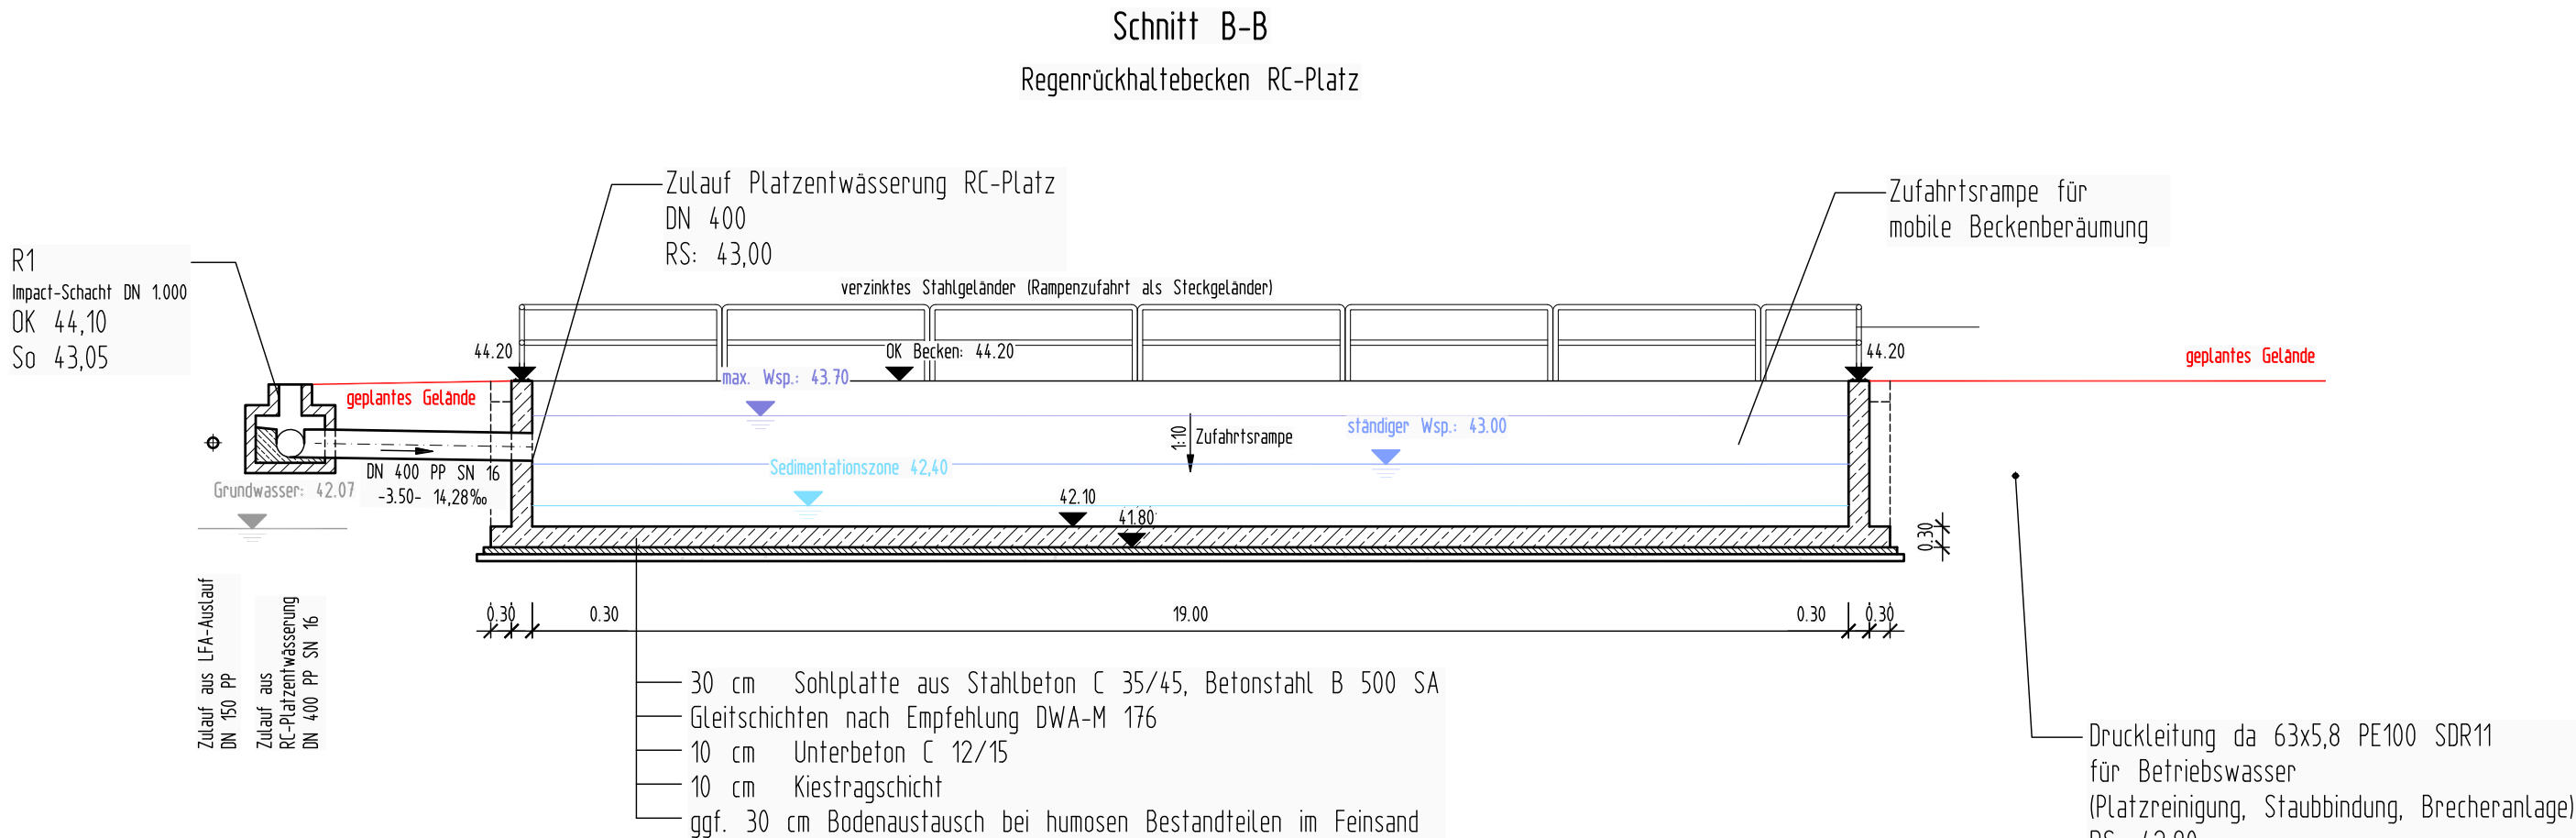 Schnitt B-B
Regenrückhaltebecken RC-Platz
Zulauf Platzentwässerung RC-Platz
DN 400
RS: 43,00
Zufahrtsrampe für
mobile Beckenberäumung
R1
Impact-Schacht DN 1.000
OK 44,10
So 43,05
verzinktes Stahlgeländer (Rampenzufahrt als Steckgeländer)
44.20
OK Becken: 44.20
44.20
geplantes Gelände
max. Wsp.: 43.70
geplantes Gelände
ständiger Wsp.: 43.00
1:10
Zufahrtsrampe
Sedimentationszone 42,40
DN 400 PP SN 16
-3.50- 14,28‰
Grundwasser: 42.07
42.10
41.80
0.30
Zulauf aus LFA-Auslauf
DN 150 PP
Zulauf aus
RC-Platzentwässerung
DN 400 PP SN 16
0.30
0.30
19.00
0.30
0.30
30 cm Sohlplatte aus Stahlbeton C 35/45, Betonstahl B 500 SA
Gleitschichten nach Empfehlung DWA-M 176
10 cm Unterbeton C 12/15
10 cm Kiestragschicht
ggf. 30 cm Bodenaustausch bei humosen Bestandteilen im Feinsand
Druckleitung da 63x5,8 PE100 SDR11
für Betriebswasser
(Platzreinigung, Staubbindung, Brecheranlage)